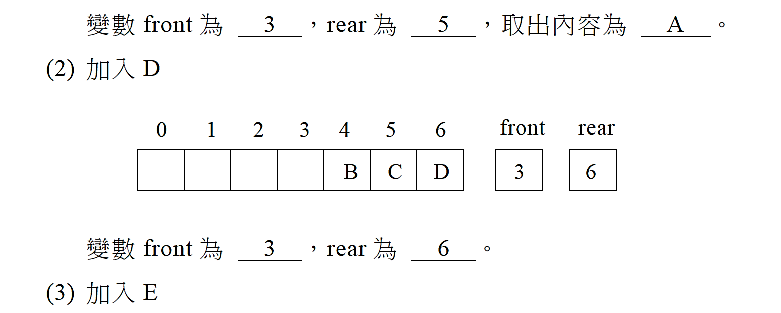 變數 front 為 3 ，rear 為 5 ，取出內容為 A 。
(2) 加入 D
0 1 2 3 4 5 6 front rear
B C D 3 6
變數 front 為 3 ，rear 為 6 。
(3) 加入 E